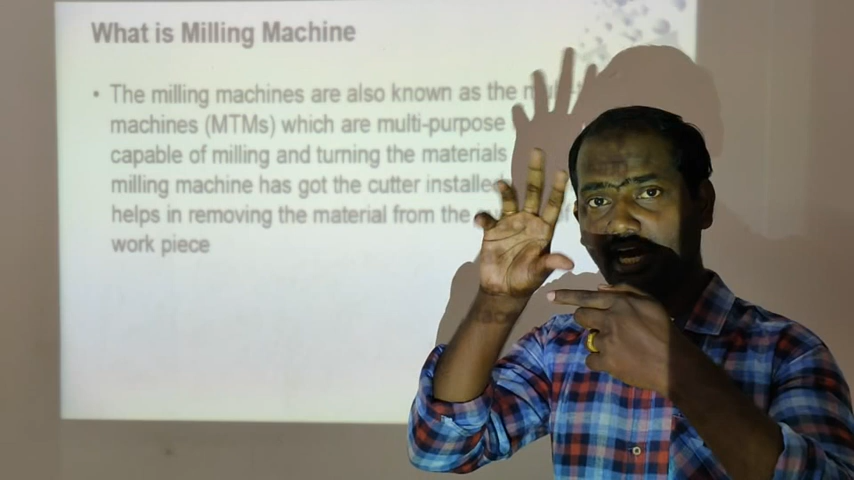 What is Milling Machine
• The milling machines are also known as the
machines (MTMs) which are multi-purpose
capable of milling and turning the materials
milling machine has got the cutter installed
helps in removing the material from the
work piece